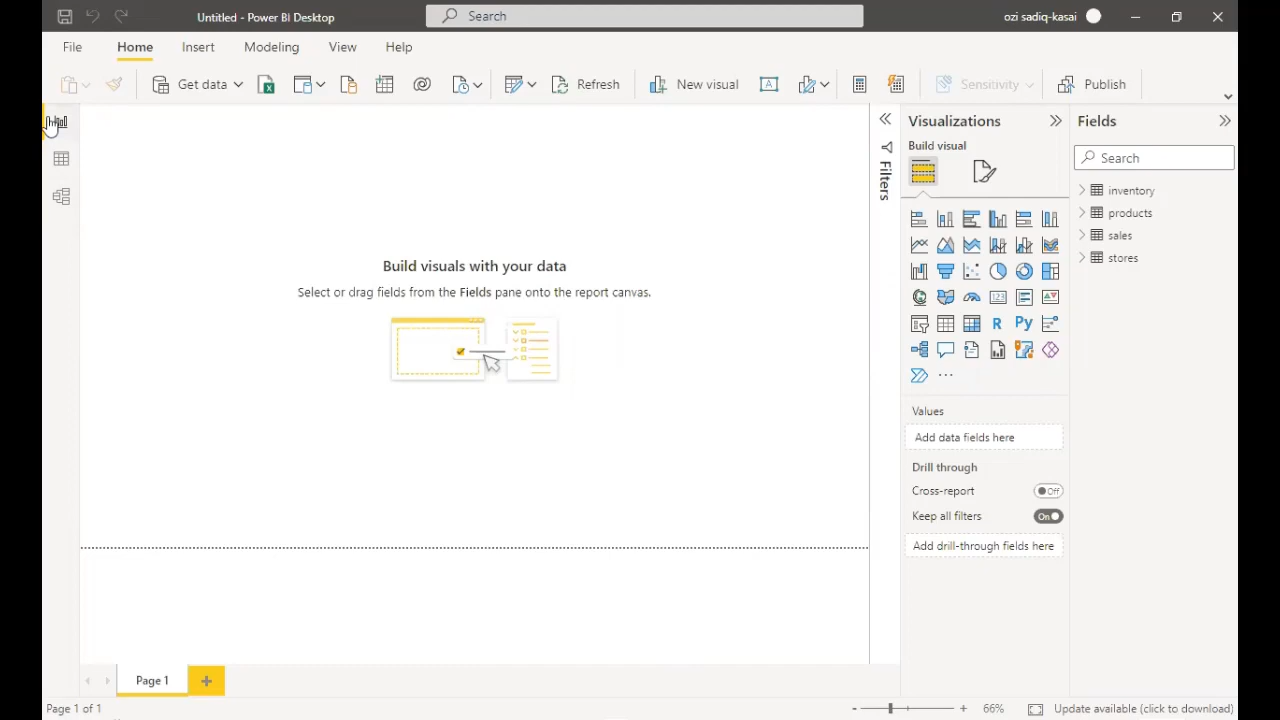 Untitled - Power BI Desktop
Search
ozi sadiq-kasai
File
Home
Insert
Modeling
View
Help
Get data
Refresh
New visual
Sensitivity
Publish
Build visuals with your data
Select or drag fields from the Fields pane onto the report canvas.
Filters
Visualizations
Build visual
R
Py
123
...
Values
Add data fields here
Drill through
Cross-report
Off
Keep all filters
On
Add drill-through fields here
Fields
Search
inventory
products
sales
stores
Page 1
+
Page 1 of 1
- + 66%
Update available (click to download)